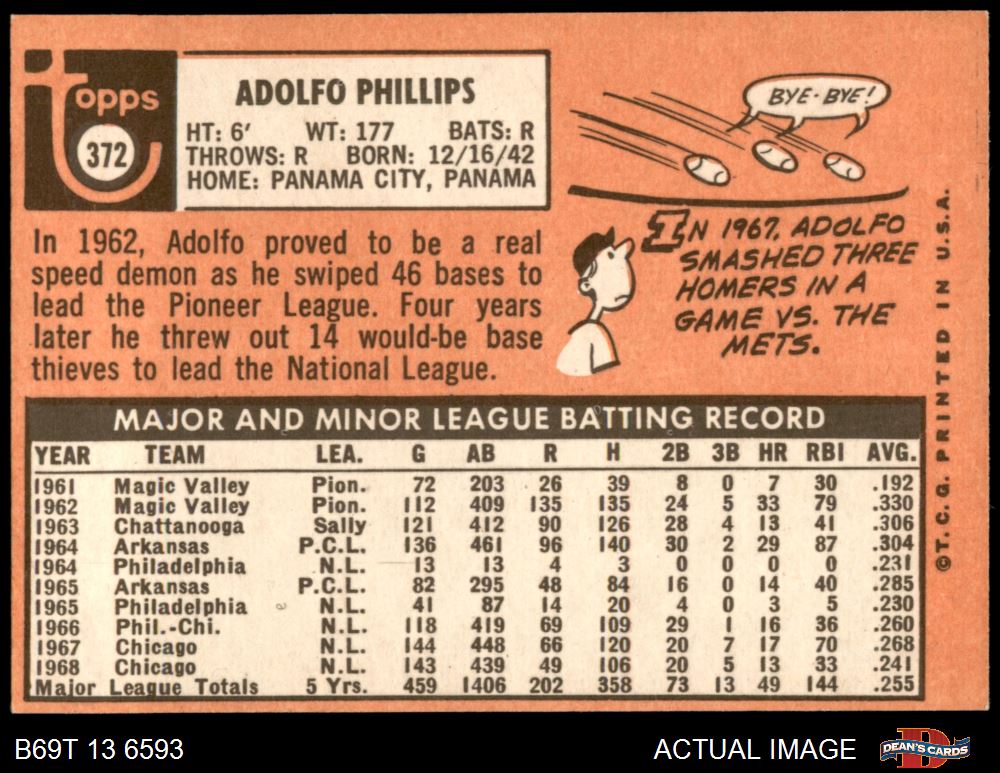 Topps
372
ADOLFO PHILLIPS
HT: 6' WT: 177 BATS: R
THROWS: R BORN: 12/16/42
HOME: PANAMA CITY, PANAMA
BYE-BYE!
In 1962, Adolfo proved to be a real
speed demon as he swiped 46 bases to
lead the Pioneer League. Four years
later he threw out 14 would-be base
thieves to lead the National League.
IN 1967, ADOLFO
SMASHED THREE
HOMERS IN A
GAME VS. THE
METS.
MAJOR AND MINOR LEAGUE BATTING RECORD
YEAR TEAM LEA. G AB R H 2B 3B HR RBI AVG.
1961 Magic Valley Pion. 72 203 26 39 8 0 7 30 .192
1962 Magic Valley Pion. 112 409 135 135 24 5 33 79 .330
1963 Chattanooga Sally 121 412 90 126 28 4 13 41 .306
1964 Arkansas P.C.L. 136 461 96 140 30 2 29 87 .304
1964 Philadelphia N.L. 13 13 4 3 0 0 0 0 .231
1965 Arkansas P.C.L. 82 295 48 84 16 0 14 40 .285
1965 Philadelphia N.L. 41 87 14 20 4 0 3 5 .230
1966 Phil.-Chi. N.L. 118 419 69 109 29 1 16 36 .260
1967 Chicago N.L. 144 448 66 120 20 7 17 70 .268
1968 Chicago N.L. 143 439 49 106 20 5 13 33 .241
Major League Totals 5 Yrs. 459 1406 202 358 73 13 49 144 .255
©T. C. G. PRINTED IN U.S.A.
B69T 13 6593
ACTUAL IMAGE
DEAN'S CARDS